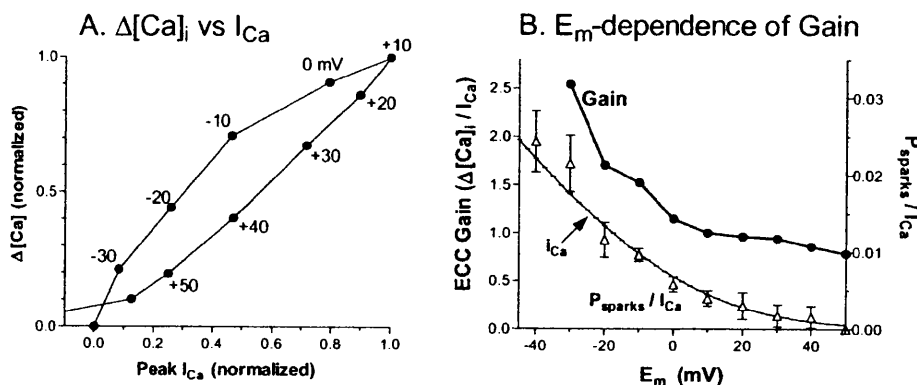 A. Δ[Ca]i vs ICa
Δ[Ca] (normalized)
1.0
0.5
0.0
0.0 0.2 0.4 0.6 0.8 1.0
Peak ICa (normalized)
+10
0 mV
+20
-10
+30
-20
+40
-30
+50
B. Em-dependence of Gain
ECC Gain (Δ[Ca]i / ICa)
2.5
2.0
1.5
1.0
0.5
0.0
-40 -20 0 20 40
Em (mV)
Gain
iCa
Psparks / ICa
0.03
0.02
0.01
0.00
Psparks / ICa